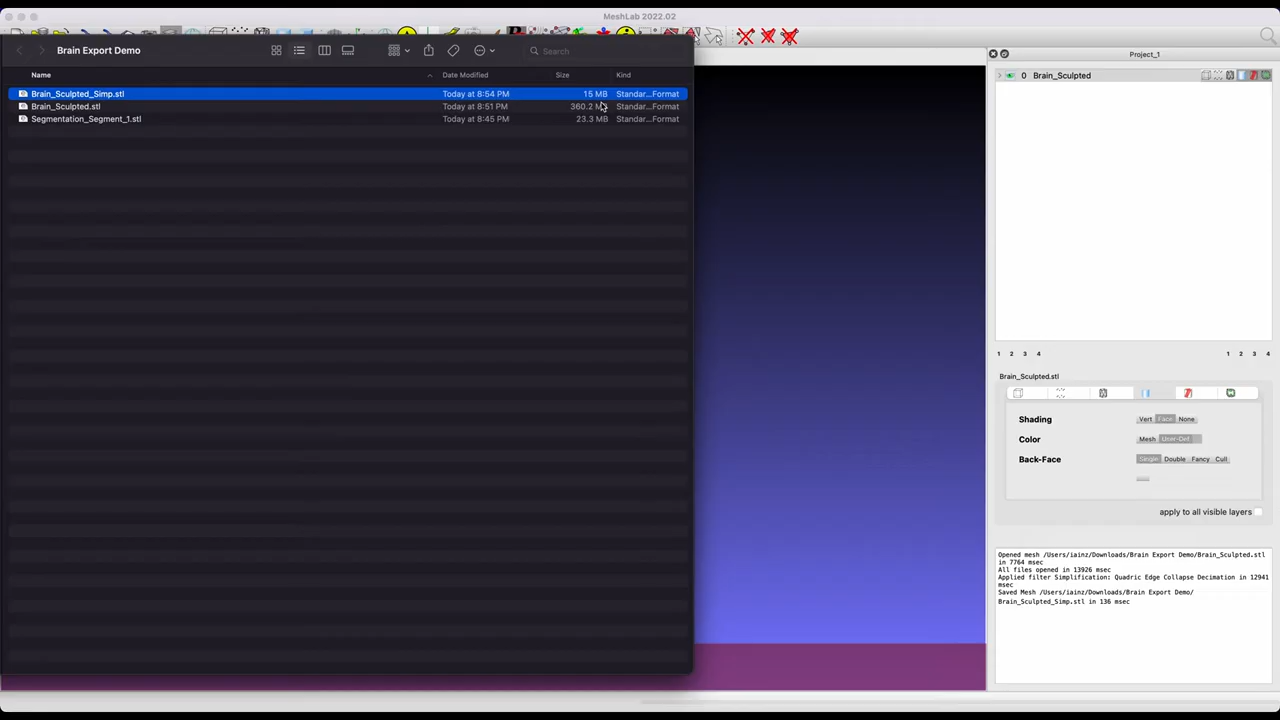 MeshLab 2022.02
Brain Export Demo
Search
Name
Date Modified
Size
Kind
Brain_Sculpted_Simp.stl
Today at 8:54 PM
15 MB
Standar...Format
Brain_Sculpted.stl
Today at 8:51 PM
360.2 MB
Standar...Format
Segmentation_Segment_1.stl
Today at 8:45 PM
23.3 MB
Standar...Format
Project_1
0 Brain_Sculpted
1 2 3 4
1 2 3 4
Brain_Sculpted.stl
Shading
Vert Face None
Color
Mesh User-Def
Back-Face
Single Double Fancy Cull
apply to all visible layers
Opened mesh /Users/iainz/Downloads/Brain Export Demo/Brain_Sculpted.stl
in 7764 msec
All files opened in 13926 msec
Applied filter Simplification: Quadric Edge Collapse Decimation in 12941
msec
Saved Mesh /Users/iainz/Downloads/Brain Export Demo/
Brain_Sculpted_Simp.stl in 136 msec